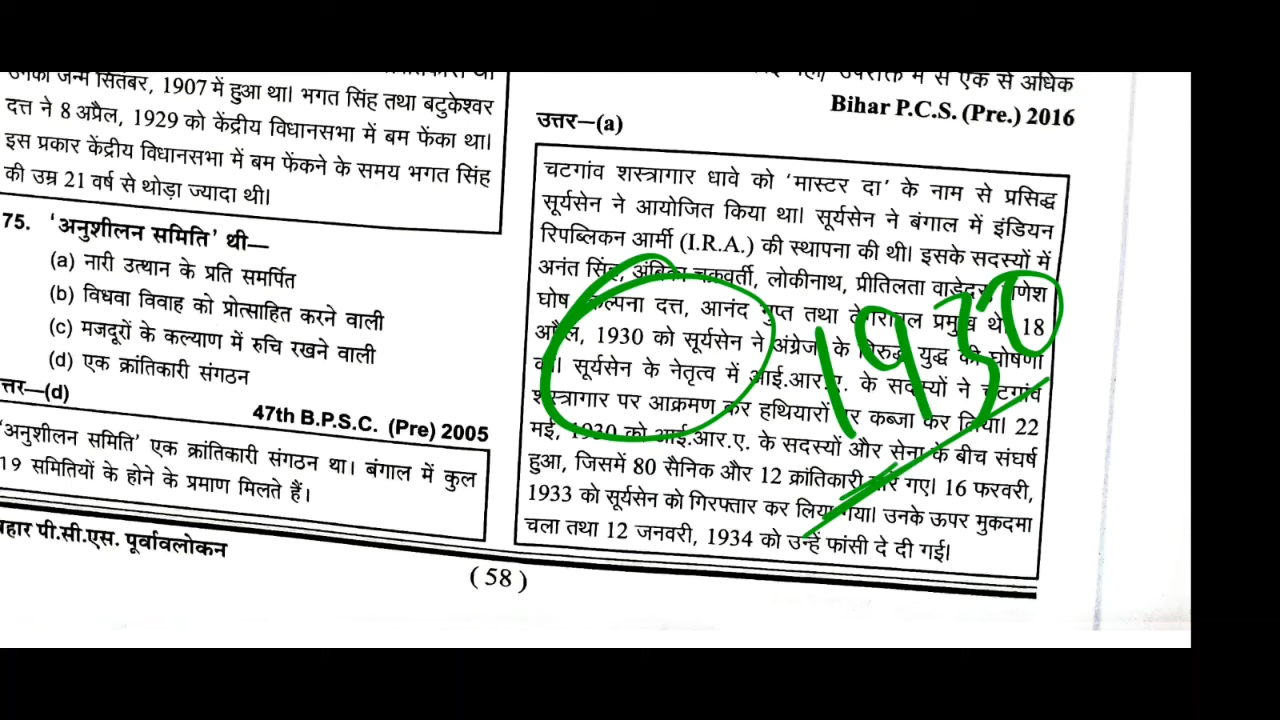 उनका जन्म सितंबर, 1907 में हुआ था। भगत सिंह तथा बटुकेश्वर
दत्त ने 8 अप्रैल, 1929 को केंद्रीय विधानसभा में बम फेंका था।
इस प्रकार केंद्रीय विधानसभा में बम फेंकने के समय भगत सिंह
की उम्र 21 वर्ष से थोड़ा ज्यादा थी।
75. 'अनुशीलन समिति' थी—
(a) नारी उत्थान के प्रति समर्पित
(b) विधवा विवाह को प्रोत्साहित करने वाली
(c) मजदूरों के कल्याण में रुचि रखने वाली
(d) एक क्रांतिकारी संगठन
त्तर—(d)
47th B.P.S.C. (Pre) 2005
'अनुशीलन समिति' एक क्रांतिकारी संगठन था। बंगाल में कुल
19 समितियों के होने के प्रमाण मिलते हैं।
उपरोक्त में से एक से अधिक
Bihar P.C.S. (Pre.) 2016
उत्तर—(a)
चटगांव शस्त्रागार धावे को 'मास्टर दा' के नाम से प्रसिद्ध
सूर्यसेन ने आयोजित किया था। सूर्यसेन ने बंगाल में इंडियन
रिपब्लिकन आर्मी (I.R.A.) की स्थापना की थी। इसके सदस्यों में
अनंत सिंह, अंबिका चक्रवर्ती, लोकीनाथ, प्रीतिलता वाडेदर, गणेश
घोष, कल्पना दत्त, आनंद गुप्त तथा प्रमुख थे। 18
अप्रैल, 1930 को सूर्यसेन ने अंग्रेजों के विरुद्ध युद्ध की घोषणा
की। सूर्यसेन के नेतृत्व में आई.आर.ए. के सदस्यों ने चटगांव
शस्त्रागार पर आक्रमण कर हथियारों पर कब्जा कर लिया। 22
मई, 1930 को आई.आर.ए. के सदस्यों और सेना के बीच संघर्ष
हुआ, जिसमें 80 सैनिक और 12 क्रांतिकारी मारे गए। 16 फरवरी,
1933 को सूर्यसेन को गिरफ्तार कर लिया गया। उनके ऊपर मुकदमा
चला तथा 12 जनवरी, 1934 को उन्हें फांसी दे दी गई।
1930
बिहार पी.सी.एस. पूर्वावलोकन
(58)